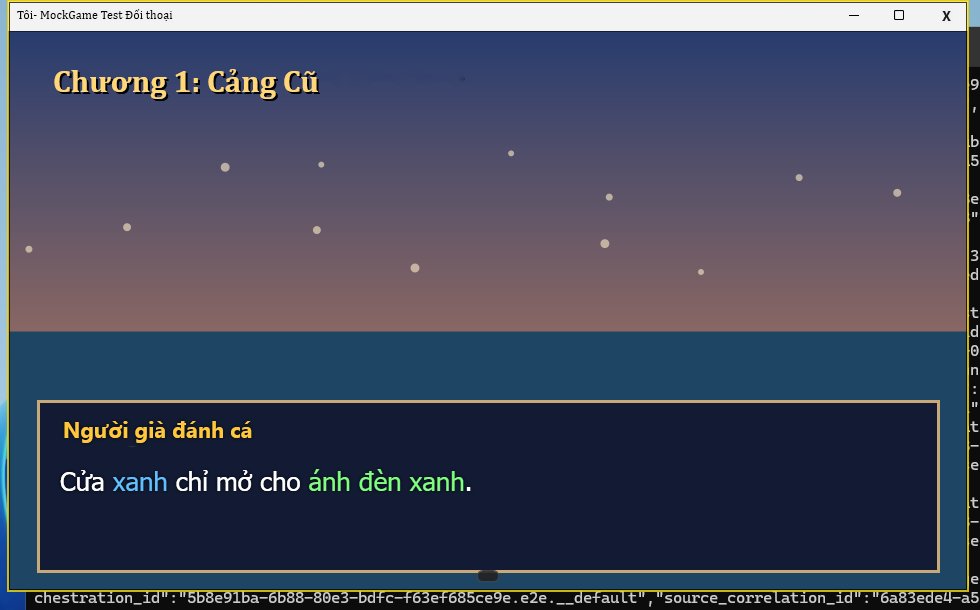 Tôi- MockGame Test Đối thoại
Chương 1: Cảng Cũ
Người già đánh cá
Cửa xanh chỉ mở cho ánh đèn xanh.
chestration_id":"5b8e91ba-6b88-80e3-bdfc-f63ef685ce9e.e2e.__default","source_correlation_id":"6a83ede4-a6